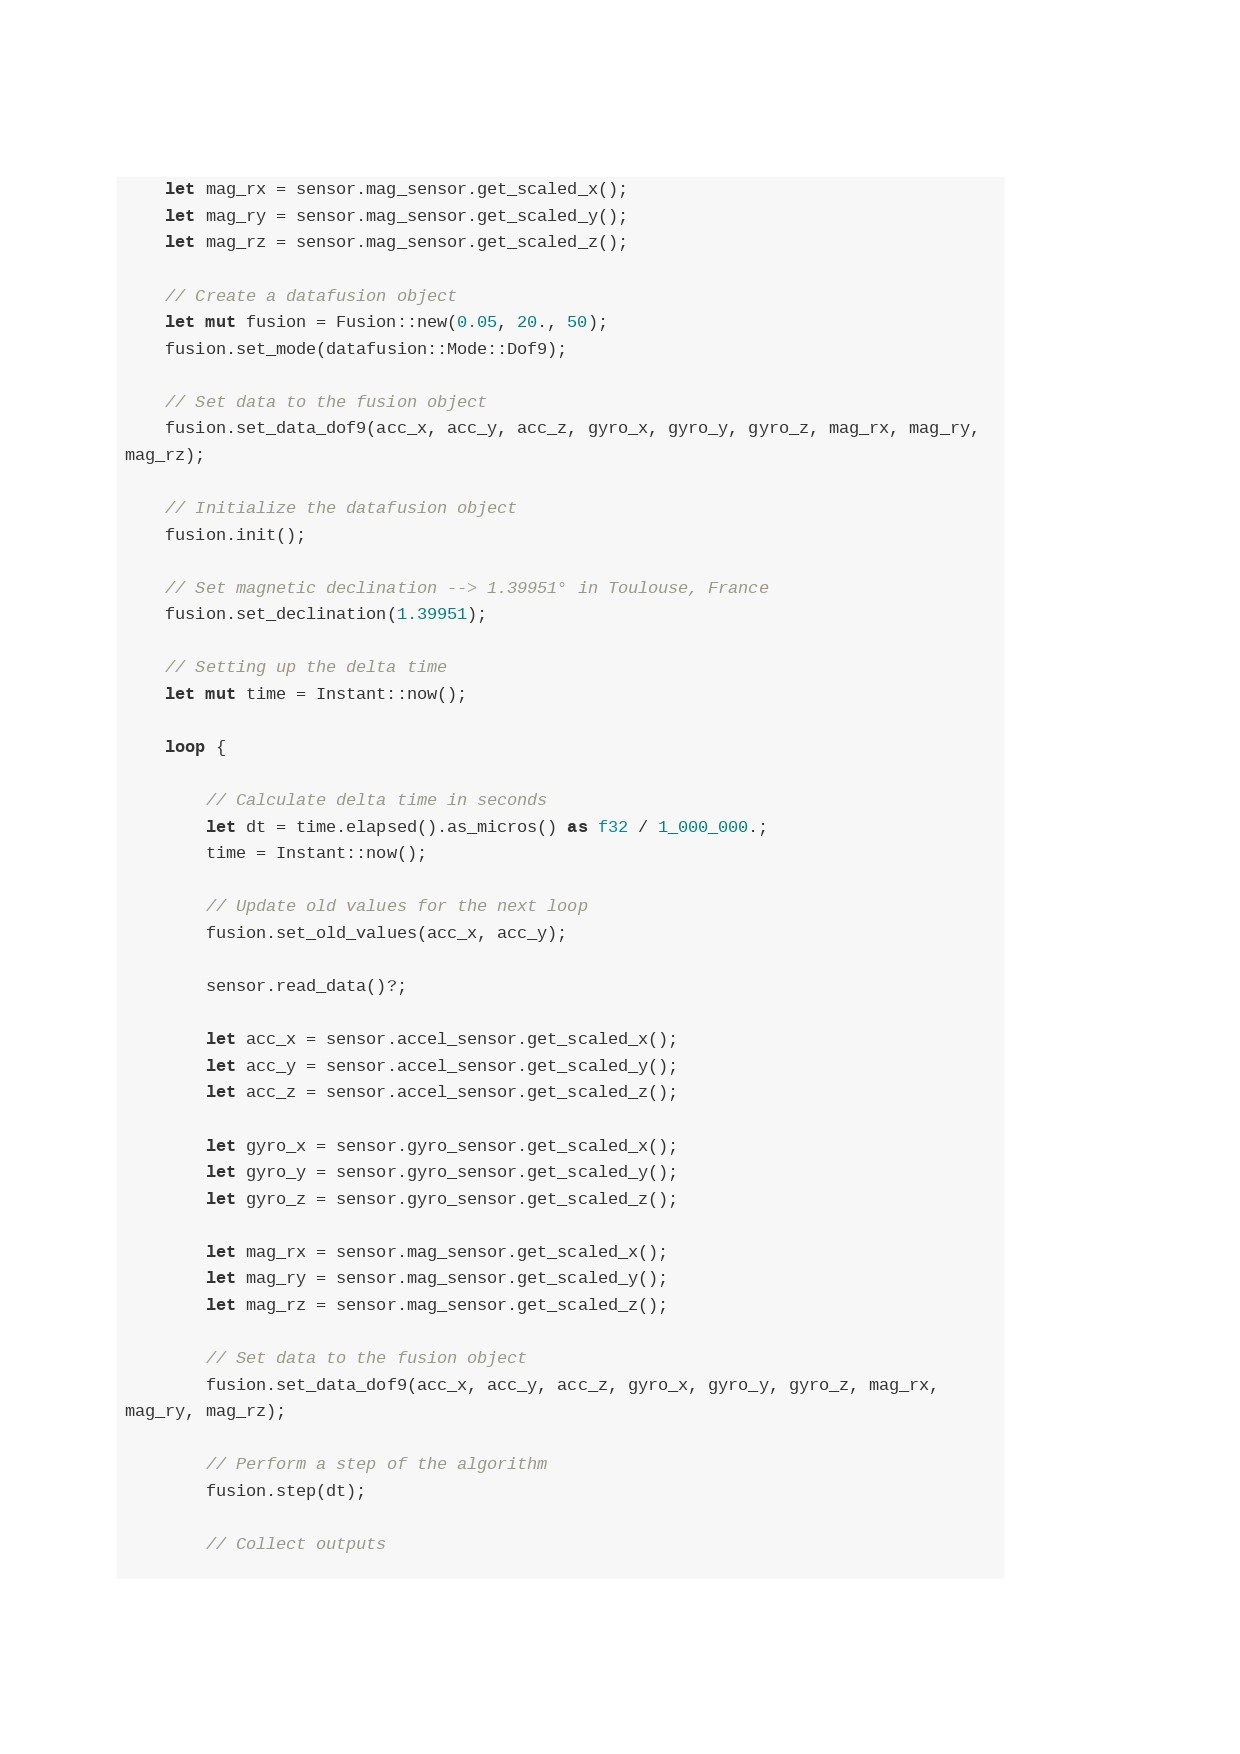 let mag_rx = sensor.mag_sensor.get_scaled_x();
    let mag_ry = sensor.mag_sensor.get_scaled_y();
    let mag_rz = sensor.mag_sensor.get_scaled_z();

    // Create a datafusion object
    let mut fusion = Fusion::new(0.05, 20., 50);
    fusion.set_mode(datafusion::Mode::Dof9);

    // Set data to the fusion object
    fusion.set_data_dof9(acc_x, acc_y, acc_z, gyro_x, gyro_y, gyro_z, mag_rx, mag_ry,
mag_rz);

    // Initialize the datafusion object
    fusion.init();

    // Set magnetic declination --> 1.39951° in Toulouse, France
    fusion.set_declination(1.39951);

    // Setting up the delta time
    let mut time = Instant::now();

    loop {

        // Calculate delta time in seconds
        let dt = time.elapsed().as_micros() as f32 / 1_000_000.;
        time = Instant::now();

        // Update old values for the next loop
        fusion.set_old_values(acc_x, acc_y);

        sensor.read_data()?;

        let acc_x = sensor.accel_sensor.get_scaled_x();
        let acc_y = sensor.accel_sensor.get_scaled_y();
        let acc_z = sensor.accel_sensor.get_scaled_z();

        let gyro_x = sensor.gyro_sensor.get_scaled_x();
        let gyro_y = sensor.gyro_sensor.get_scaled_y();
        let gyro_z = sensor.gyro_sensor.get_scaled_z();

        let mag_rx = sensor.mag_sensor.get_scaled_x();
        let mag_ry = sensor.mag_sensor.get_scaled_y();
        let mag_rz = sensor.mag_sensor.get_scaled_z();

        // Set data to the fusion object
        fusion.set_data_dof9(acc_x, acc_y, acc_z, gyro_x, gyro_y, gyro_z, mag_rx,
mag_ry, mag_rz);

        // Perform a step of the algorithm
        fusion.step(dt);

        // Collect outputs